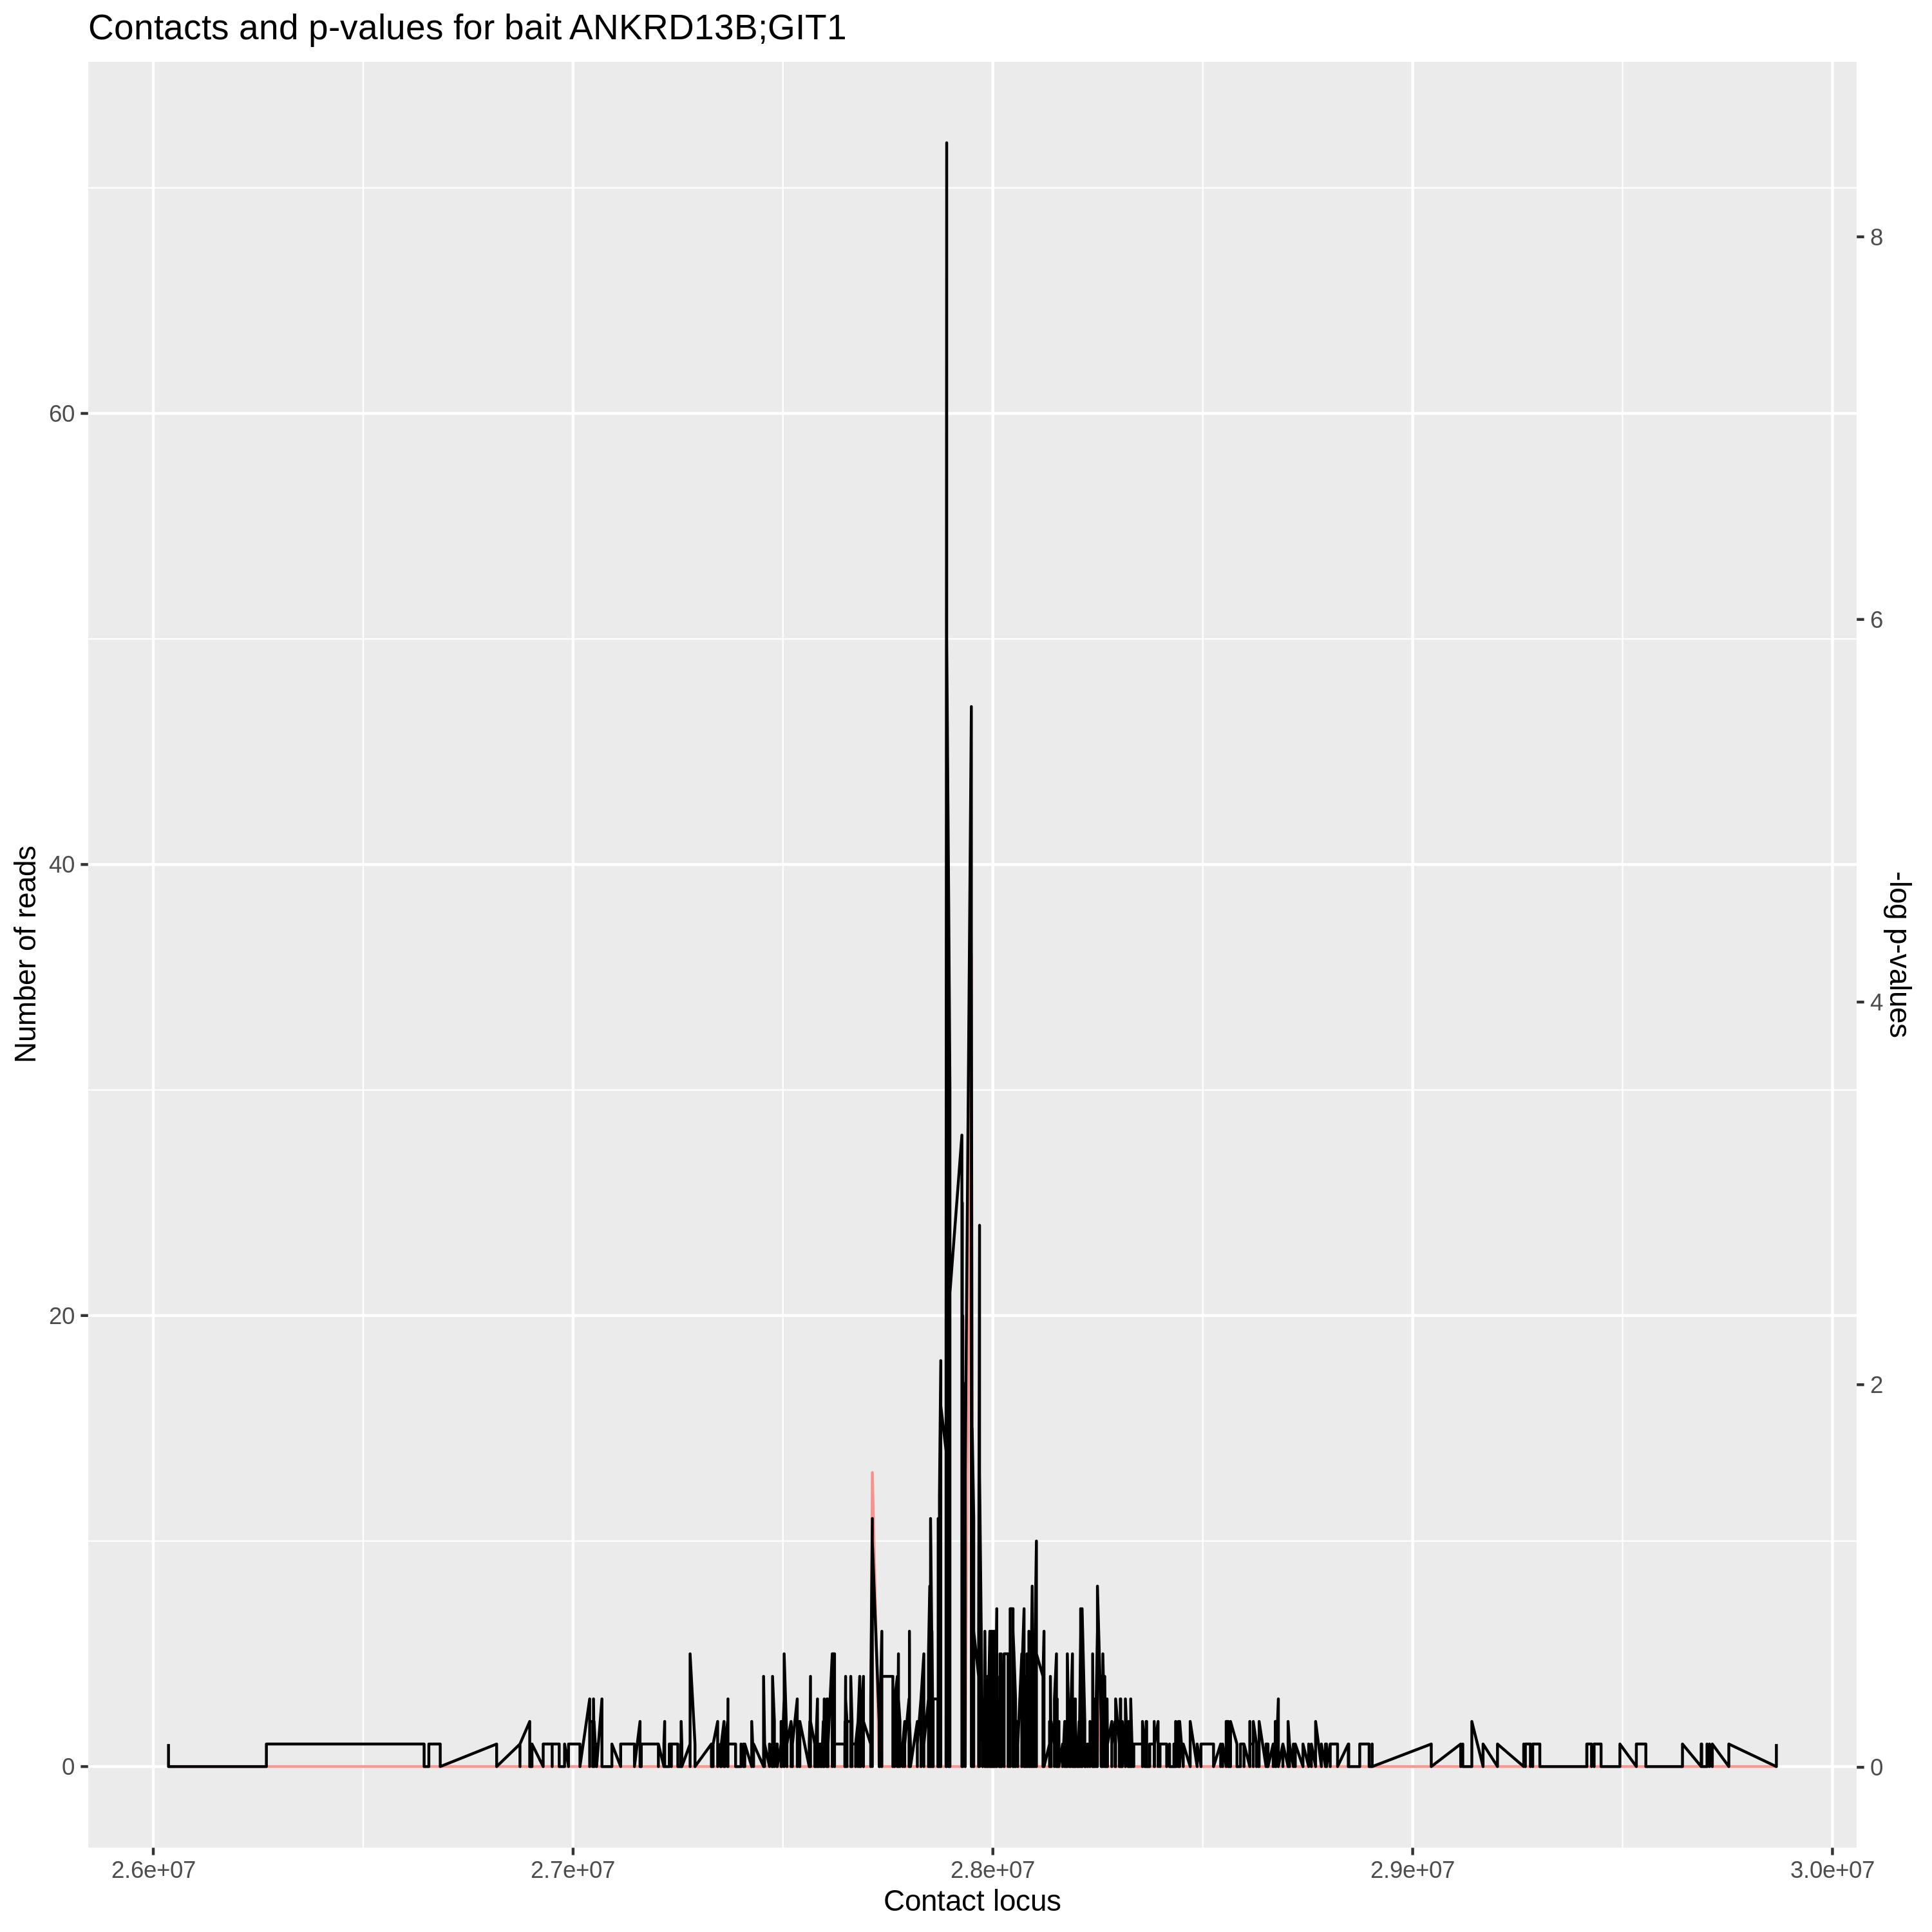 Contacts and p-values for bait ANKRD13B;GIT1
60
40
20
0
Number of reads
8
6
4
2
0
-log p-values
2.6e+07 2.7e+07 2.8e+07 2.9e+07 3.0e+07
Contact locus